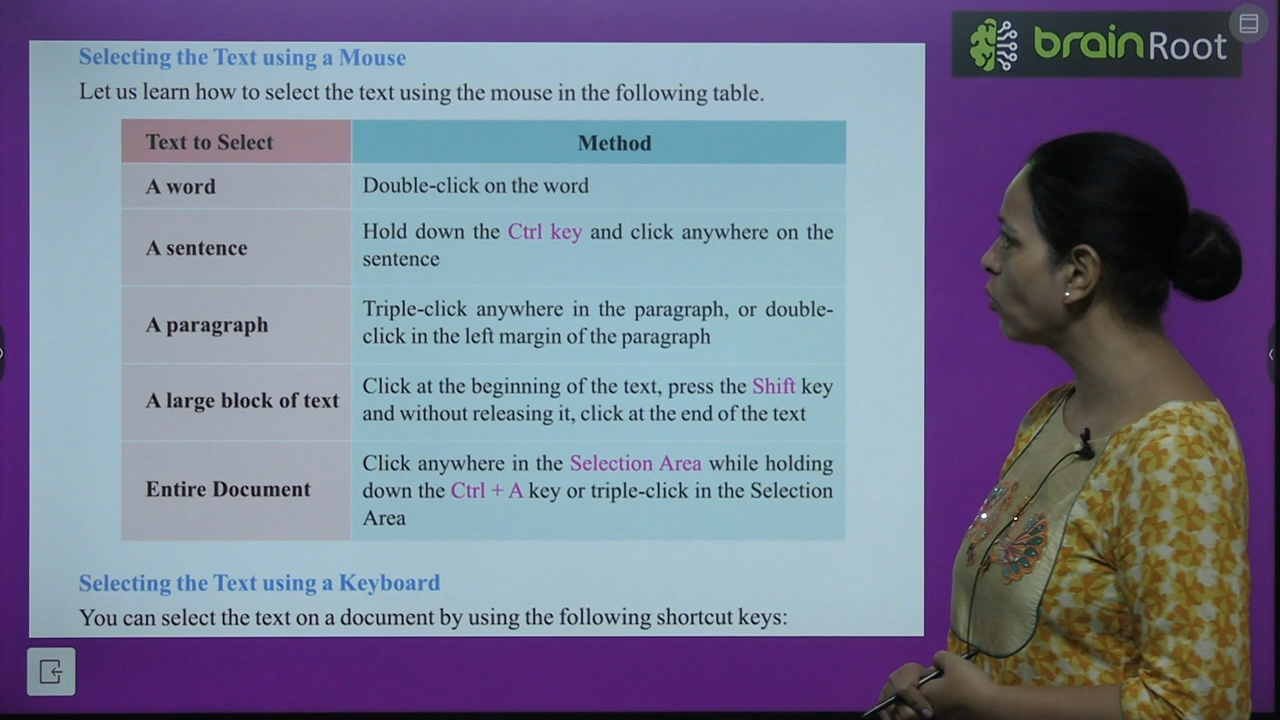 brainRoot
Selecting the Text using a Mouse
Let us learn how to select the text using the mouse in the following table.
Text to Select
Method
A word
Double-click on the word
A sentence
Hold down the Ctrl key and click anywhere on the
sentence
A paragraph
Triple-click anywhere in the paragraph, or double-
click in the left margin of the paragraph
A large block of text
Click at the beginning of the text, press the Shift key
and without releasing it, click at the end of the text
Entire Document
Click anywhere in the Selection Area while holding
down the Ctrl + A key or triple-click in the Selection
Area
Selecting the Text using a Keyboard
You can select the text on a document by using the following shortcut keys: